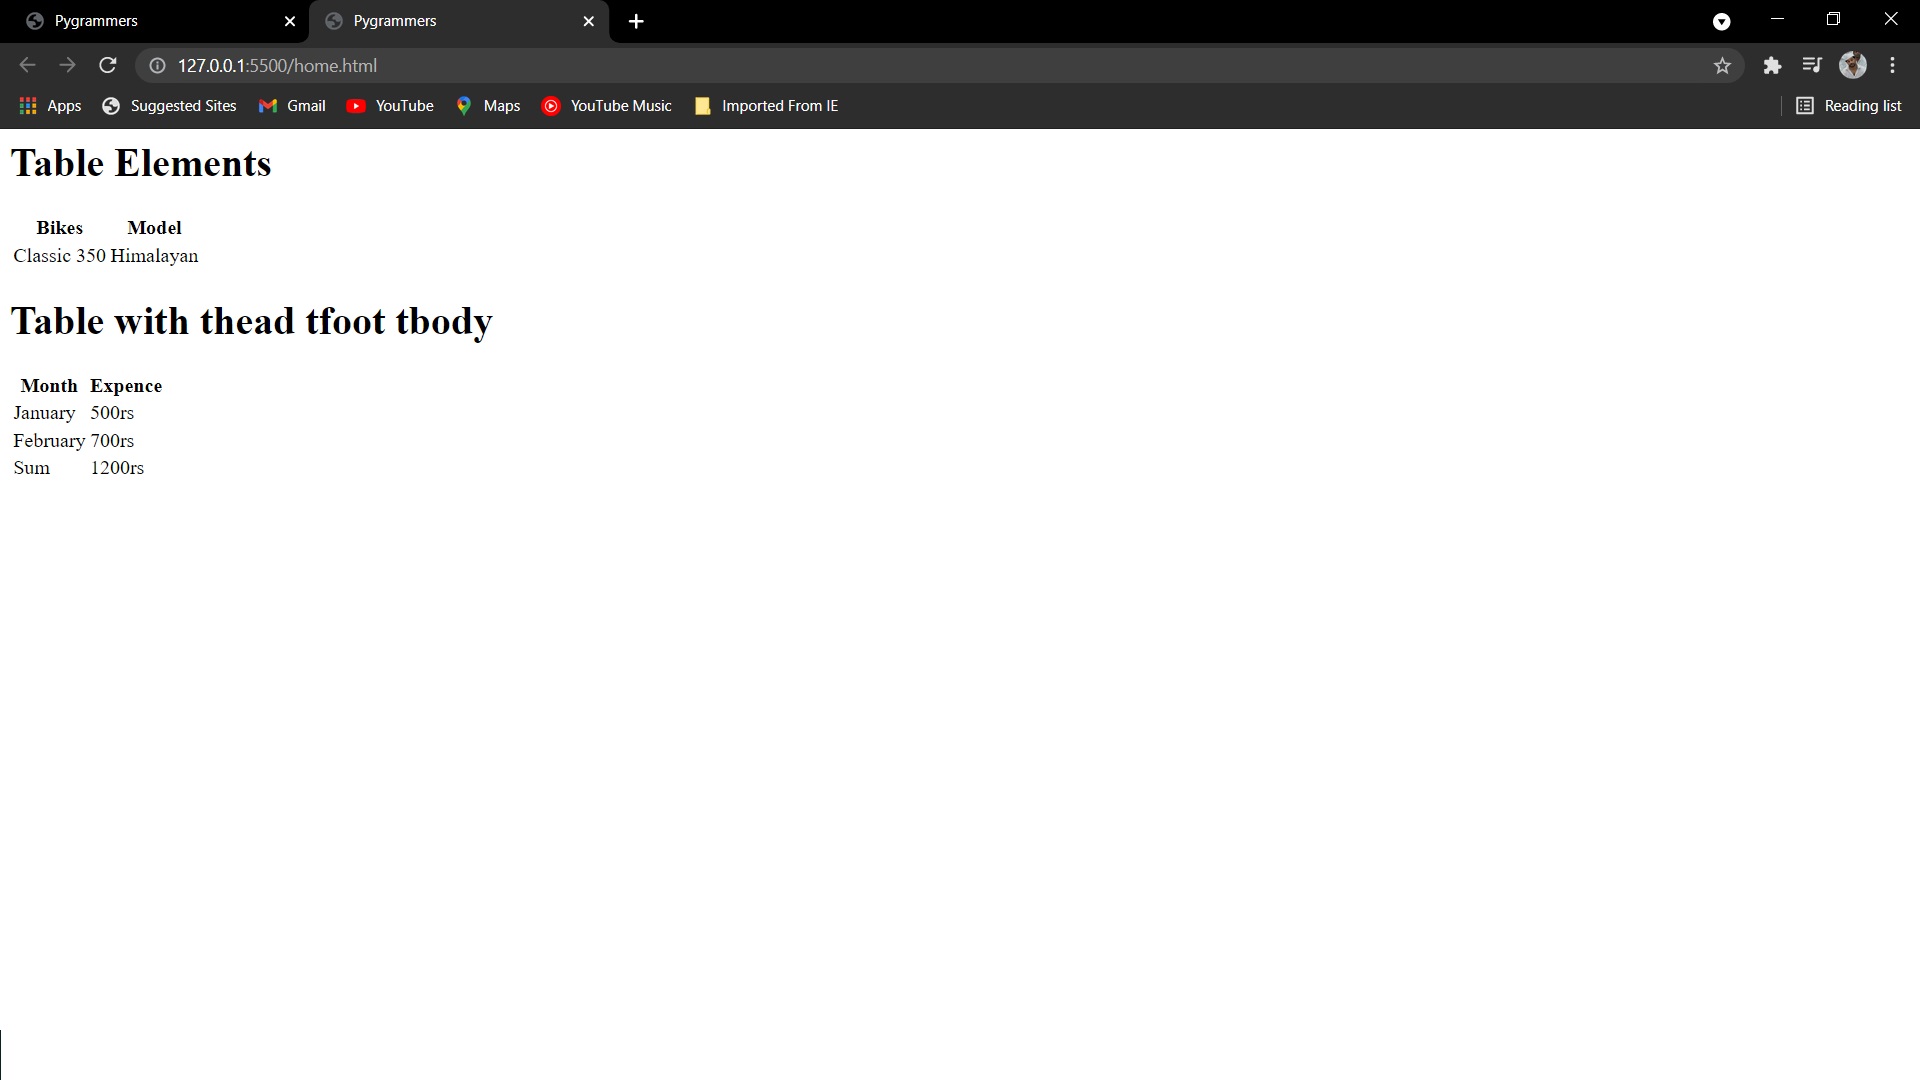 Pygrammers
Pygrammers
127.0.0.1:5500/home.html
Apps Suggested Sites Gmail YouTube Maps YouTube Music Imported From IE Reading list
Table Elements
Bikes Model
Classic 350 Himalayan
Table with thead tfoot tbody
Month Expence
January 500rs
February 700rs
Sum 1200rs